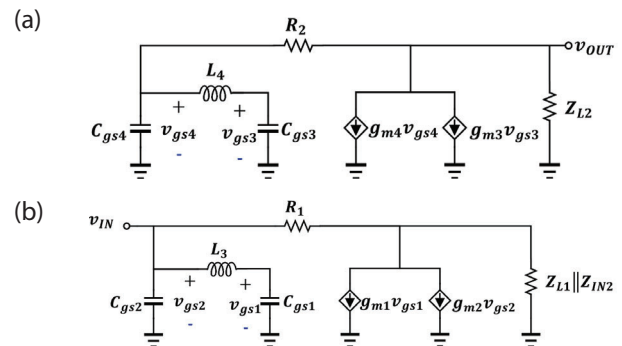 (a)
R2
vOUT
L4
+ +
Cgs4 vgs4 vgs3 Cgs3 gm4vgs4 gm3vgs3 ZL2
- -
(b)
vIN R1
L3
+ +
Cgs2 vgs2 vgs1 Cgs1 gm1vgs1 gm2vgs2 ZL1||ZIN2
- -